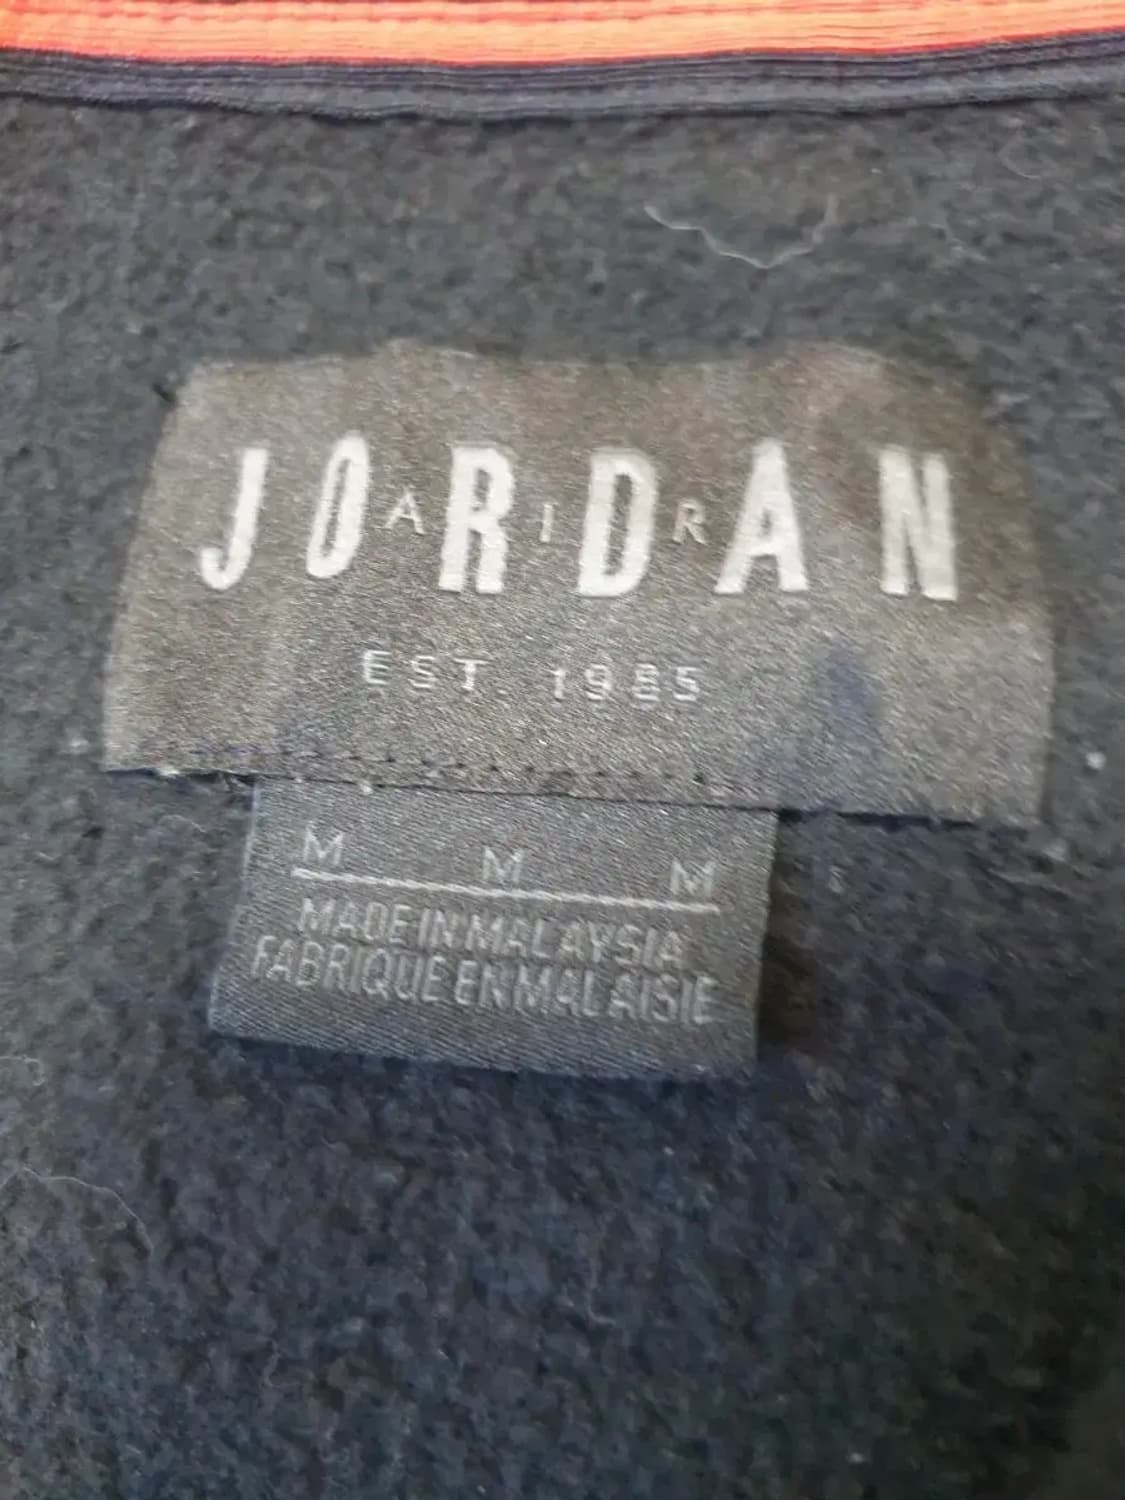 JORDAN
AIR
EST. 1985
M M M
MADE IN MALAYSIA
FABRIQUE EN MALAISIE